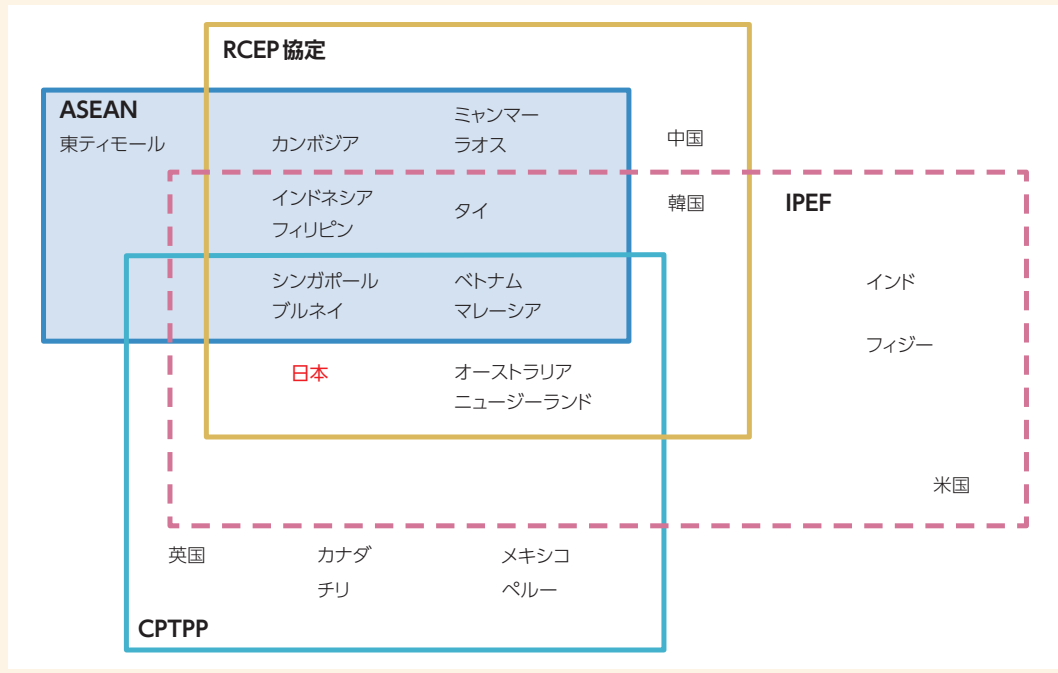 RCEP協定
ASEAN
東ティモール
カンボジア
ミャンマー
ラオス
中国
インドネシア
フィリピン
タイ
韓国
IPEF
シンガポール
ブルネイ
ベトナム
マレーシア
インド
フィジー
日本
オーストラリア
ニュージーランド
米国
英国
カナダ
メキシコ
チリ
ペルー
CPTPP